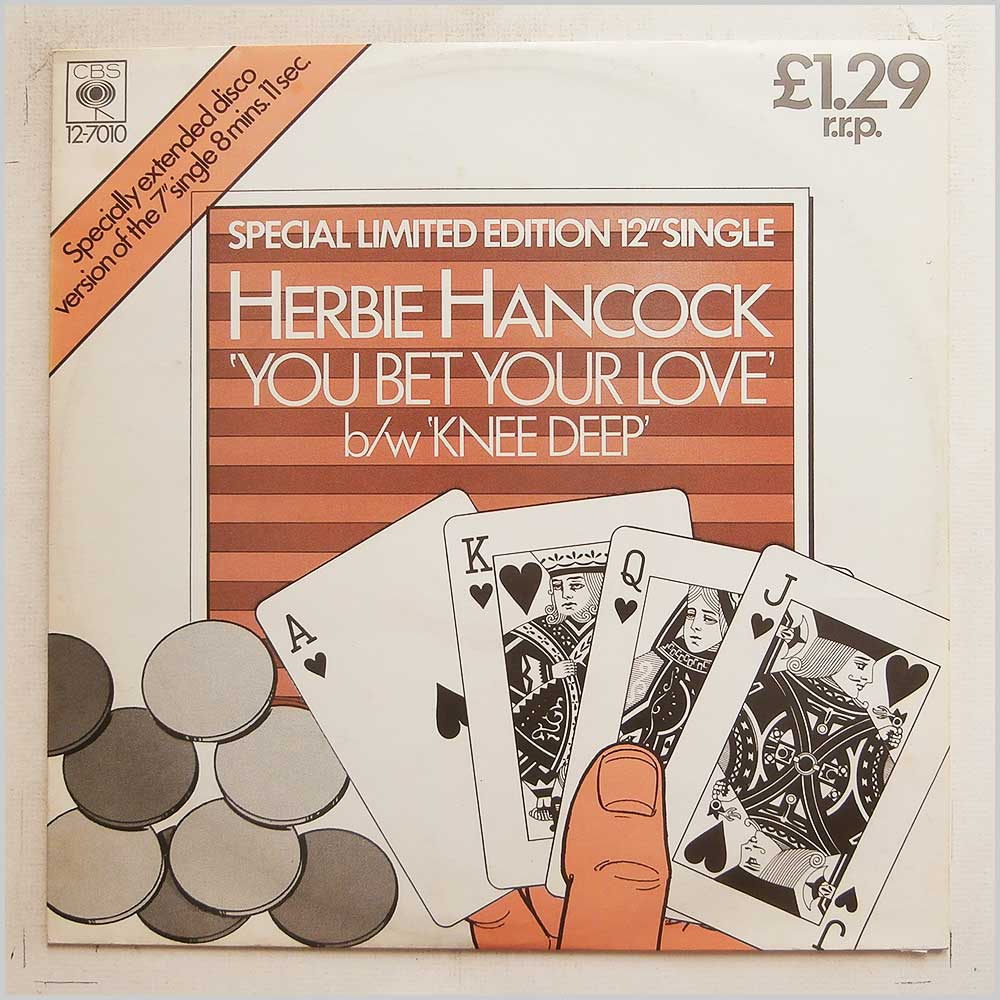 CBS
12-7010
Specially extended disco
version of the 7" single 8 mins. 11 sec.
£1.29
r.r.p.
SPECIAL LIMITED EDITION 12" SINGLE
HERBIE HANCOCK
'YOU BET YOUR LOVE'
b/w 'KNEE DEEP'
A
K
Q
J
J